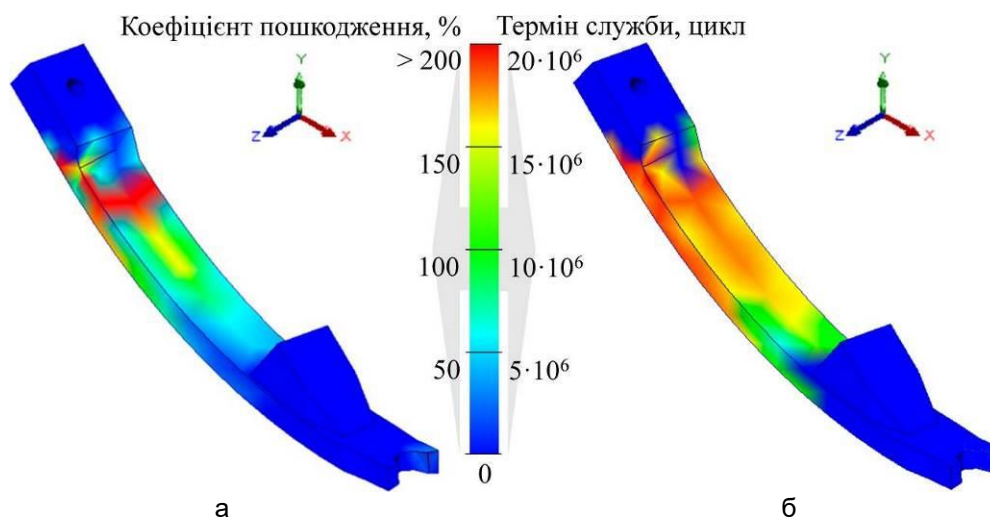 Коефіцієнт пошкодження, % Термін служби, цикл
> 200 20·10⁶
Y Y
Z X Z X
150 15·10⁶
100 10·10⁶
50 5·10⁶
0
а б